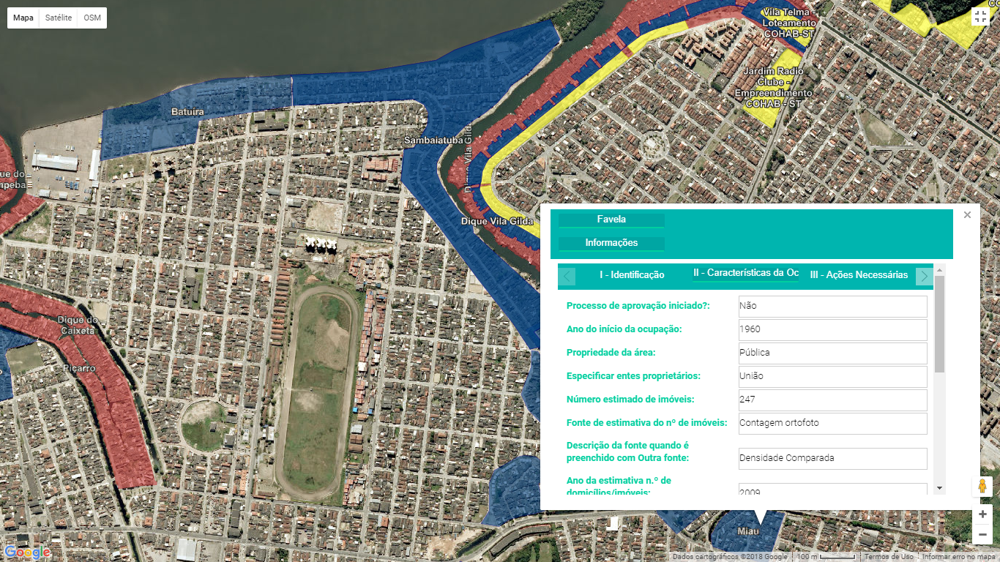 Mapa
Satélite
OSM
Vila Telma -
Loteamento
COHAB-ST
Jardim Radio
Clube -
Empreendimento
COHAB - ST
Batuíra
Sambaiatuba
Vila Gilda
Dique Vila Gilda
Dique do
Caixeta
Piçarro
Favela
Informações
I - Identificação
II - Características da Oc
III - Ações Necessárias
Processo de aprovação iniciado?:
Não
Ano do início da ocupação:
1960
Propriedade da área:
Pública
Especificar entes proprietários:
União
Número estimado de imóveis:
247
Fonte de estimativa do nº de imóveis:
Contagem ortofoto
Descrição da fonte quando é
preenchido com Outra fonte:
Densidade Comparada
Ano da estimativa n.º de
domicílios/imóveis:
2009
Miau
Google
Dados cartográficos ©2018 Google
100 m
Termos de Uso
Informar erro no mapa